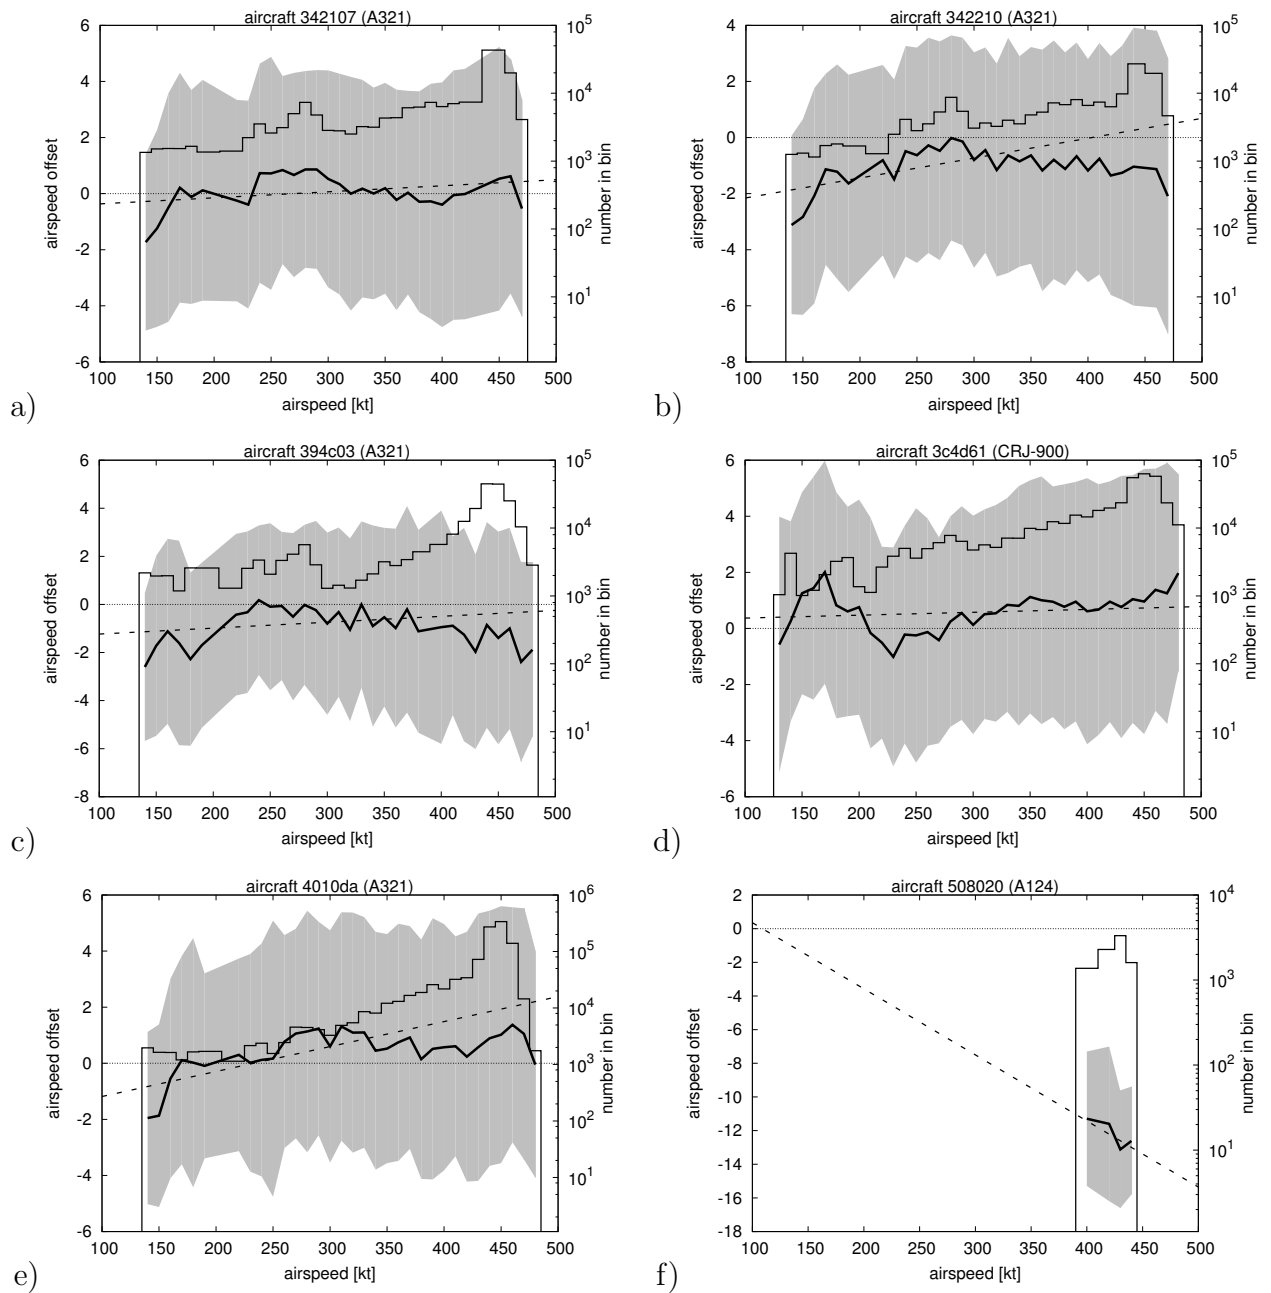 aircraft 342107 (A321)
6
4
2
0
-2
-4
-6
airspeed offset
10^5
10^4
10^3
10^2
10^1
number in bin
100 150 200 250 300 350 400 450 500
airspeed [kt]
a)
aircraft 342210 (A321)
4
2
0
-2
-4
-6
-8
airspeed offset
10^5
10^4
10^3
10^2
10^1
number in bin
100 150 200 250 300 350 400 450 500
airspeed [kt]
b)
aircraft 394c03 (A321)
6
4
2
0
-2
-4
-6
-8
airspeed offset
10^5
10^4
10^3
10^2
10^1
number in bin
100 150 200 250 300 350 400 450 500
airspeed [kt]
c)
aircraft 3c4d61 (CRJ-900)
6
4
2
0
-2
-4
-6
airspeed offset
10^5
10^4
10^3
10^2
10^1
number in bin
100 150 200 250 300 350 400 450 500
airspeed [kt]
d)
aircraft 4010da (A321)
6
4
2
0
-2
-4
-6
airspeed offset
10^6
10^5
10^4
10^3
10^2
10^1
number in bin
100 150 200 250 300 350 400 450 500
airspeed [kt]
e)
aircraft 508020 (A124)
2
0
-2
-4
-6
-8
-10
-12
-14
-16
-18
airspeed offset
10^4
10^3
10^2
10^1
number in bin
100 150 200 250 300 350 400 450 500
airspeed [kt]
f)